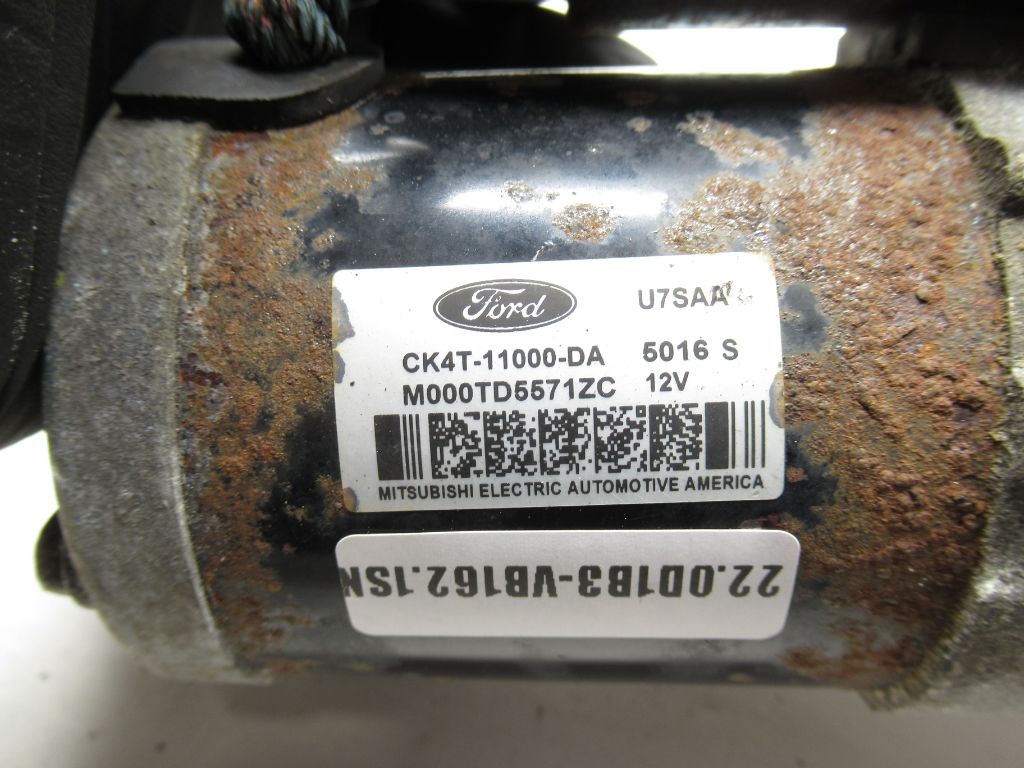 Ford U7SAA
CK4T-11000-DA 5016 S
M000TD5571ZC 12V
MITSUBISHI ELECTRIC AUTOMOTIVE AMERICA
22.0D1B3-VB162.1SN